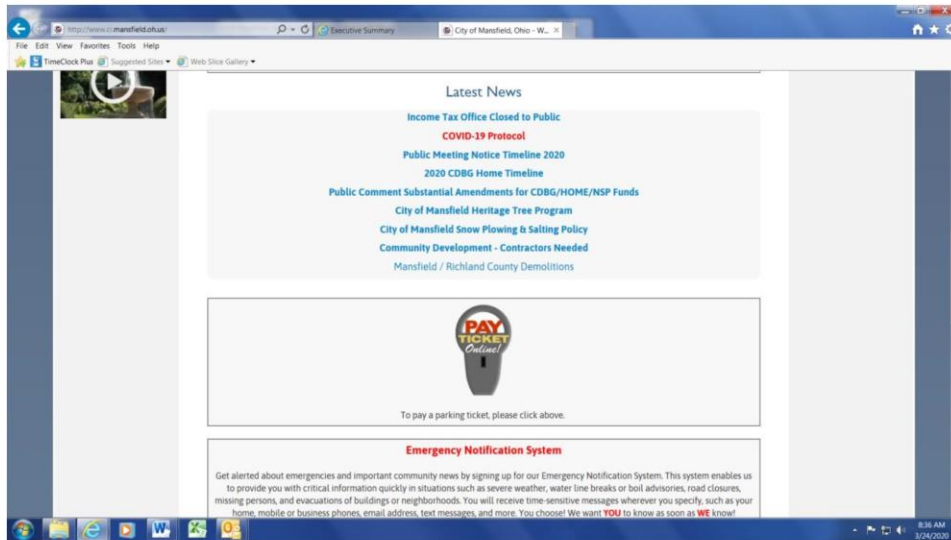 http://www.ci.mansfield.oh.us/
Executive Summary
City of Mansfield, Ohio - W...
File Edit View Favorites Tools Help
TimeClock Plus Suggested Sites Web Slice Gallery
Latest News
Income Tax Office Closed to Public
COVID-19 Protocol
Public Meeting Notice Timeline 2020
2020 CDBG Home Timeline
Public Comment Substantial Amendments for CDBG/HOME/NSP Funds
City of Mansfield Heritage Tree Program
City of Mansfield Snow Plowing & Salting Policy
Community Development - Contractors Needed
Mansfield / Richland County Demolitions
PAY
TICKET
Online!
To pay a parking ticket, please click above.
Emergency Notification System
Get alerted about emergencies and important community news by signing up for our Emergency Notification System. This system enables us
to provide you with critical information quickly in situations such as severe weather, water line breaks or boil advisories, road closures,
missing persons, and evacuations of buildings or neighborhoods. You will receive time-sensitive messages wherever you specify, such as your
home, mobile or business phones, email address, text messages, and more. You choose! We want YOU to know as soon as WE know!
8:36 AM
3/24/2020